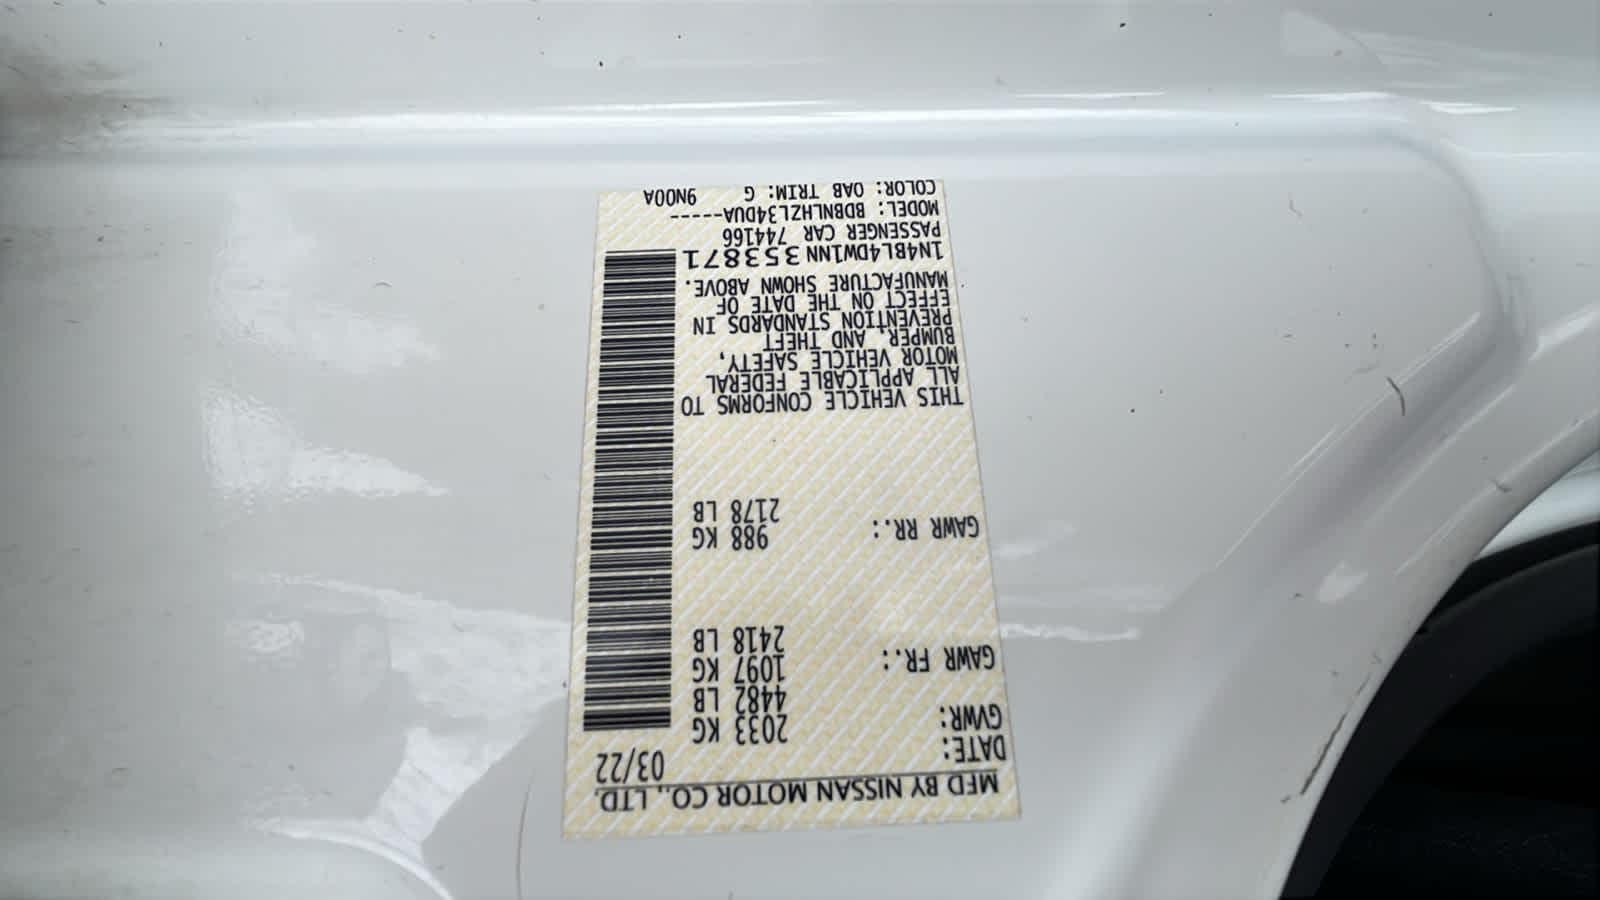 MFD BY NISSAN MOTOR CO., LTD.
DATE: 03/22
GVWR: 2033 KG
4482 LB
GAWR FR.: 1097 KG
2418 LB
GAWR RR.: 988 KG
2178 LB
THIS VEHICLE CONFORMS TO
ALL APPLICABLE FEDERAL
MOTOR VEHICLE SAFETY,
BUMPER, AND THEFT
PREVENTION STANDARDS IN
EFFECT ON THE DATE OF
MANUFACTURE SHOWN ABOVE.
1N4BL4DW1NN353871
PASSENGER CAR 744166
MODEL: BDBNLHZL34DUA-----
COLOR: QAB TRIM: G 9N00A